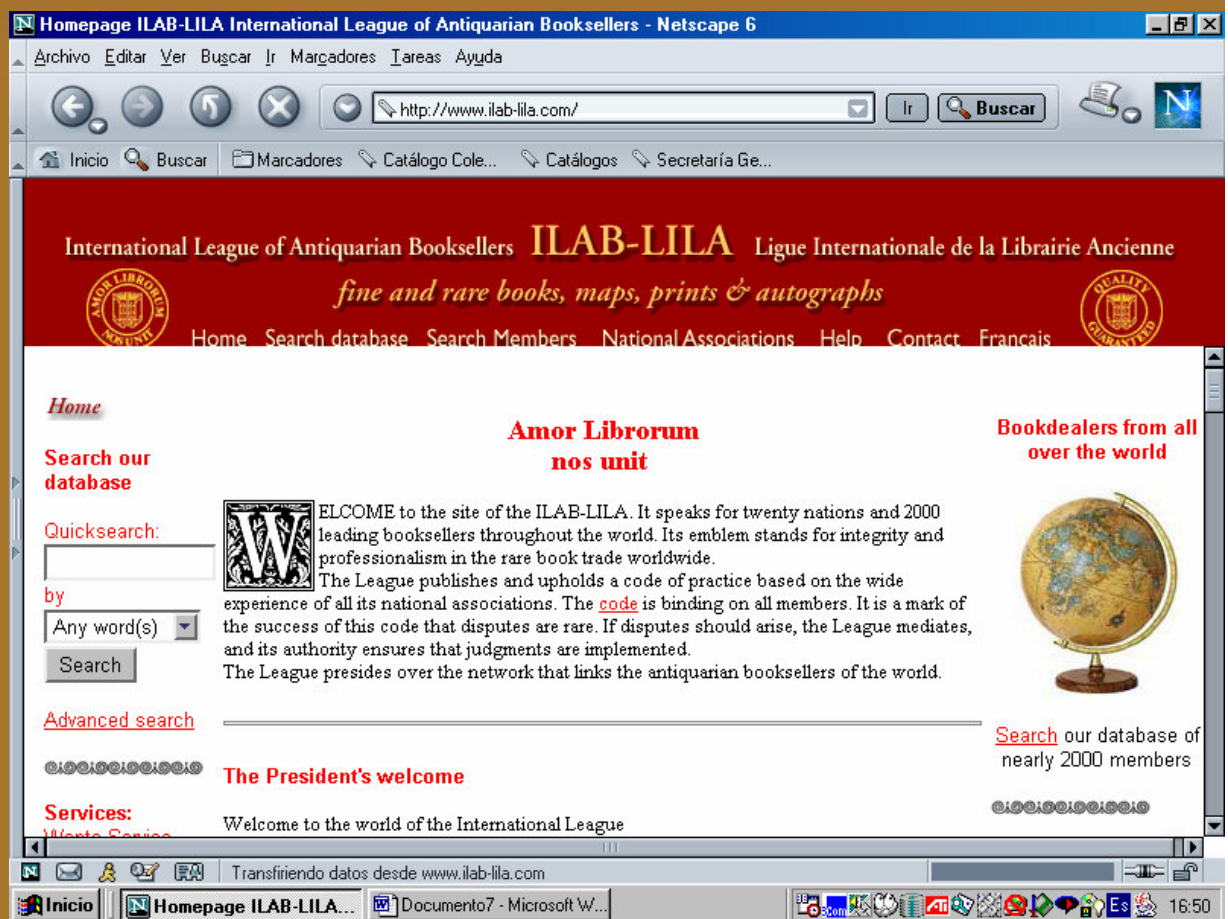 Homepage ILAB-LILA International League of Antiquarian Booksellers - Netscape 6
Archivo Editar Ver Buscar Ir Marcadores Tareas Ayuda
http://www.ilab-lila.com/ Ir Buscar
Inicio Buscar Marcadores Catálogo Cole... Catálogos Secretaría Ge...
International League of Antiquarian Booksellers ILAB-LILA Ligue Internationale de la Librairie Ancienne
fine and rare books, maps, prints & autographs
AMOR LIBRORUM NOS UNIT
QUALITY GUARANTEED
Home Search database Search Members National Associations Help Contact Français
Home
Search our
database
Quicksearch:
by
Any word(s)
Search
Advanced search
Services:
Wants Service
Amor Librorum
nos unit
WELCOME to the site of the ILAB-LILA. It speaks for twenty nations and 2000
leading booksellers throughout the world. Its emblem stands for integrity and
professionalism in the rare book trade worldwide.
The League publishes and upholds a code of practice based on the wide
experience of all its national associations. The code is binding on all members. It is a mark of
the success of this code that disputes are rare. If disputes should arise, the League mediates,
and its authority ensures that judgments are implemented.
The League presides over the network that links the antiquarian booksellers of the world.
The President's welcome
Welcome to the world of the International League
Bookdealers from all
over the world
Search our database of
nearly 2000 members
Transfiriendo datos desde www.ilab-lila.com
Inicio Homepage ILAB-LILA... Documento7 - Microsoft W... 3com ATI Es 16:50